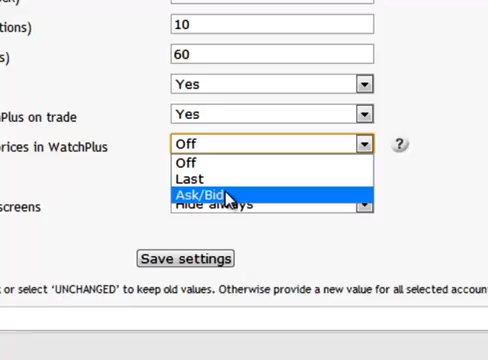 10
tions)
60
s)
Yes
Plus on trade Yes
rices in WatchPlus Off ?
Off
Last
Ask/Bid
screens Hide always
Save settings
or select 'UNCHANGED' to keep old values. Otherwise provide a new value for all selected accoun